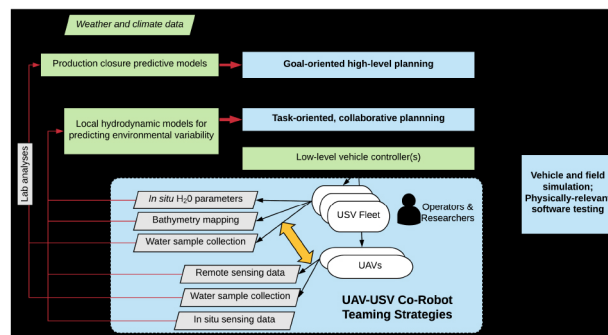 Weather and climate data
Production closure predictive models
Goal-oriented high-level planning
Local hydrodynamic models for
predicting environmental variability
Task-oriented, collaborative plannning
Low-level vehicle controller(s)
Lab analyses
In situ H20 parameters
Bathymetry mapping
Water sample collection
USV Fleet
Operators &
Researchers
Vehicle and field
simulation;
Physically-relevant
software testing
Remote sensing data
UAVs
Water sample collection
In situ sensing data
UAV-USV Co-Robot
Teaming Strategies